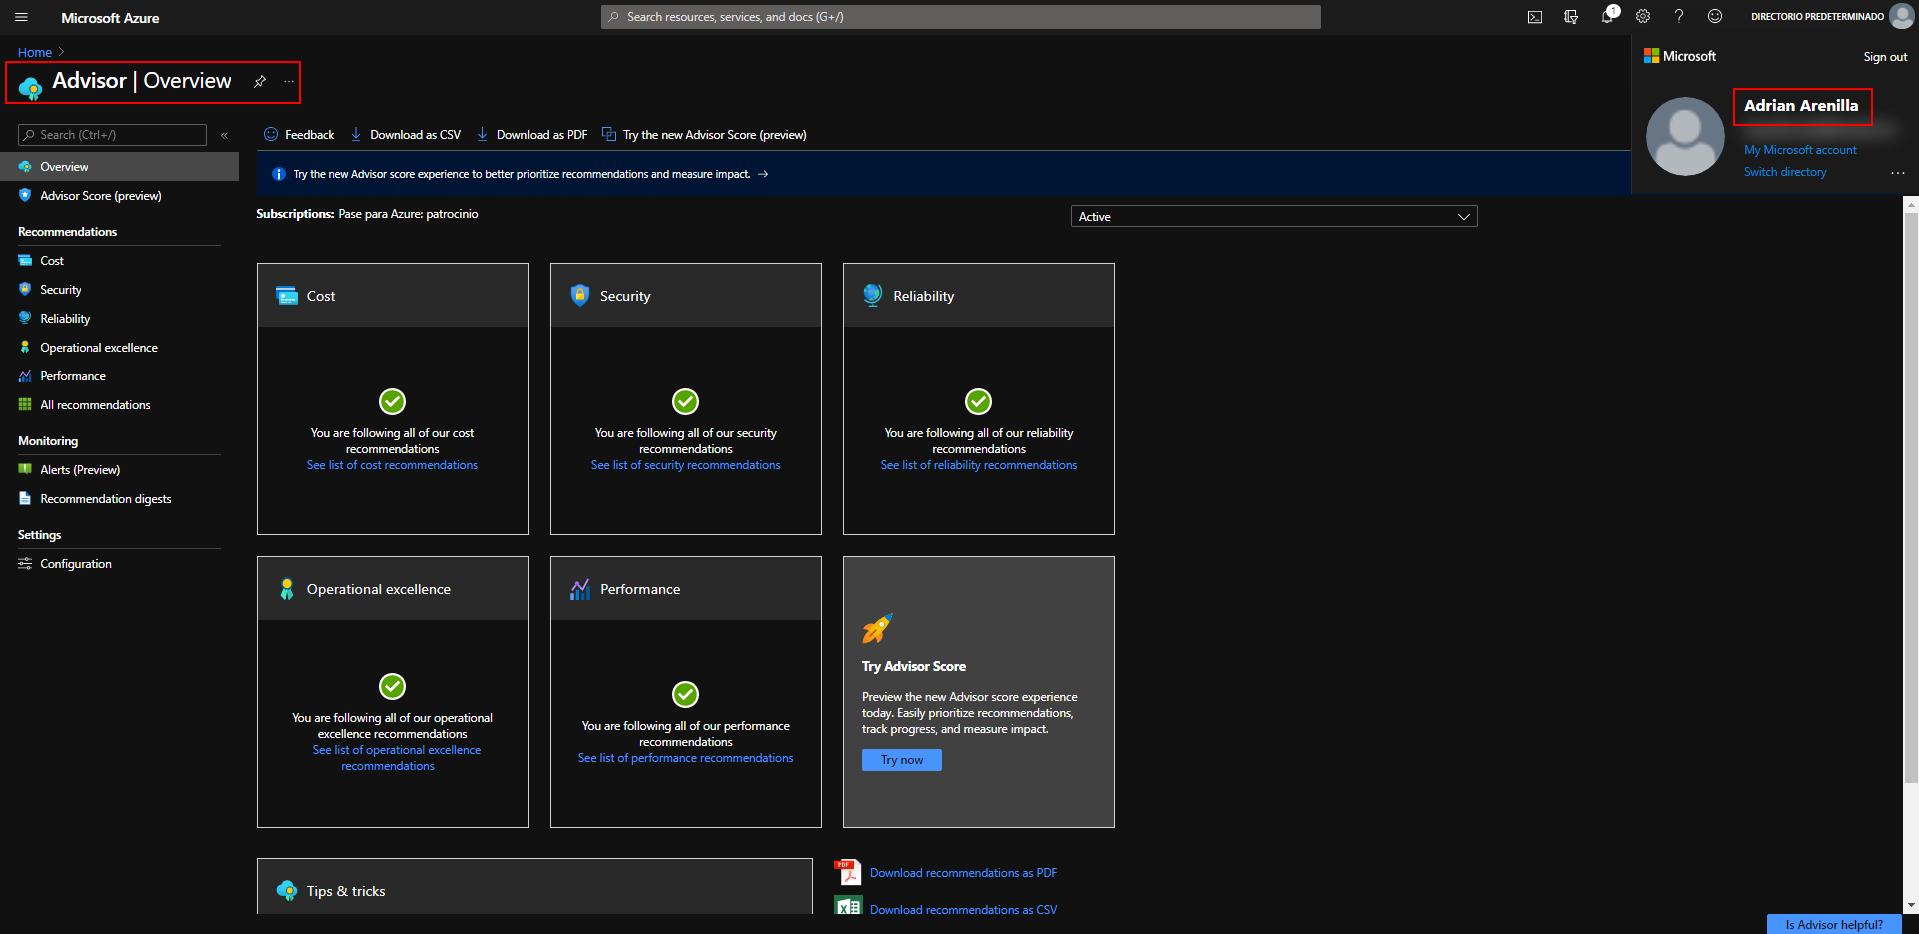 Microsoft Azure
Search resources, services, and docs (G+/)
1
DIRECTORIO PREDETERMINADO
Home
Advisor | Overview
...
Microsoft
Sign out
Adrian Arenilla
My Microsoft account
Switch directory
...
Search (Ctrl+/)
«
Feedback
Download as CSV
Download as PDF
Try the new Advisor Score (preview)
Try the new Advisor score experience to better prioritize recommendations and measure impact. →
Overview
Advisor Score (preview)
Recommendations
Cost
Security
Reliability
Operational excellence
Performance
All recommendations
Monitoring
Alerts (Preview)
Recommendation digests
Settings
Configuration
Subscriptions: Pase para Azure: patrocinio
Active
Cost
You are following all of our cost
recommendations
See list of cost recommendations
Security
You are following all of our security
recommendations
See list of security recommendations
Reliability
You are following all of our reliability
recommendations
See list of reliability recommendations
Operational excellence
You are following all of our operational
excellence recommendations
See list of operational excellence
recommendations
Performance
You are following all of our performance
recommendations
See list of performance recommendations
Try Advisor Score
Preview the new Advisor score experience
today. Easily prioritize recommendations,
track progress, and measure impact.
Try now
Tips & tricks
PDF
Download recommendations as PDF
Download recommendations as CSV
Is Advisor helpful?